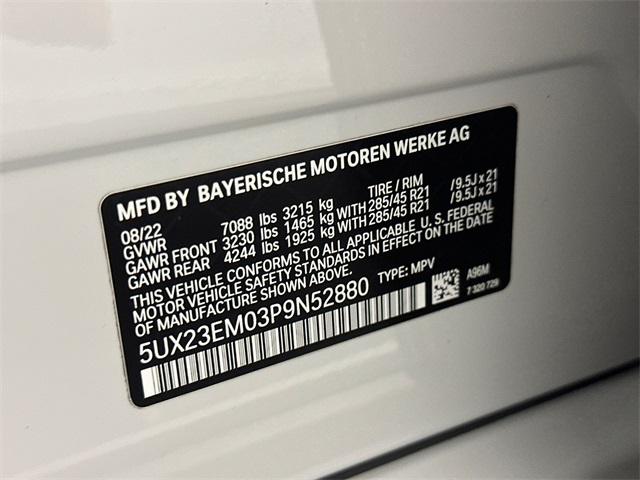 MFD BY BAYERISCHE MOTOREN WERKE AG
08/22 TIRE / RIM
GVWR 7088 lbs 3215 kg
GAWR FRONT 3230 lbs 1465 kg WITH 285/45 R21 / 9.5J x 21
GAWR REAR 4244 lbs 1925 kg WITH 285/45 R21 / 9.5J x 21
THIS VEHICLE CONFORMS TO ALL APPLICABLE U.S. FEDERAL
MOTOR VEHICLE SAFETY STANDARDS IN EFFECT ON THE DATE
OF MANUFACTURE SHOWN ABOVE. TYPE: MPV
5UX23EM03P9N52880
A96M
7 320 729